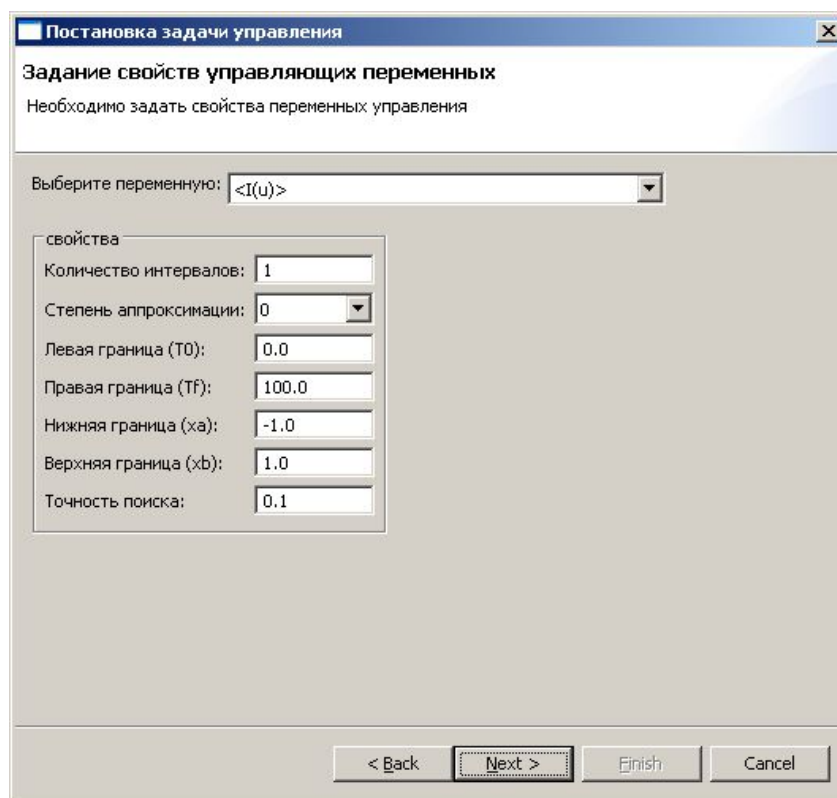 Постановка задачи управления
Задание свойств управляющих переменных
Необходимо задать свойства переменных управления
Выберите переменную: <I(u)>
свойства
Количество интервалов: 1
Степень аппроксимации: 0
Левая граница (T0): 0.0
Правая граница (Tf): 100.0
Нижняя граница (xa): -1.0
Верхняя граница (xb): 1.0
Точность поиска: 0.1
< Back Next > Finish Cancel